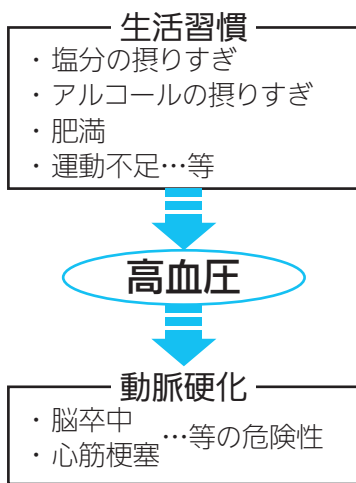 生活習慣
・塩分の摂りすぎ
・アルコールの摂りすぎ
・肥満
・運動不足…等
高血圧
動脈硬化
・脳卒中
・心筋梗塞
…等の危険性